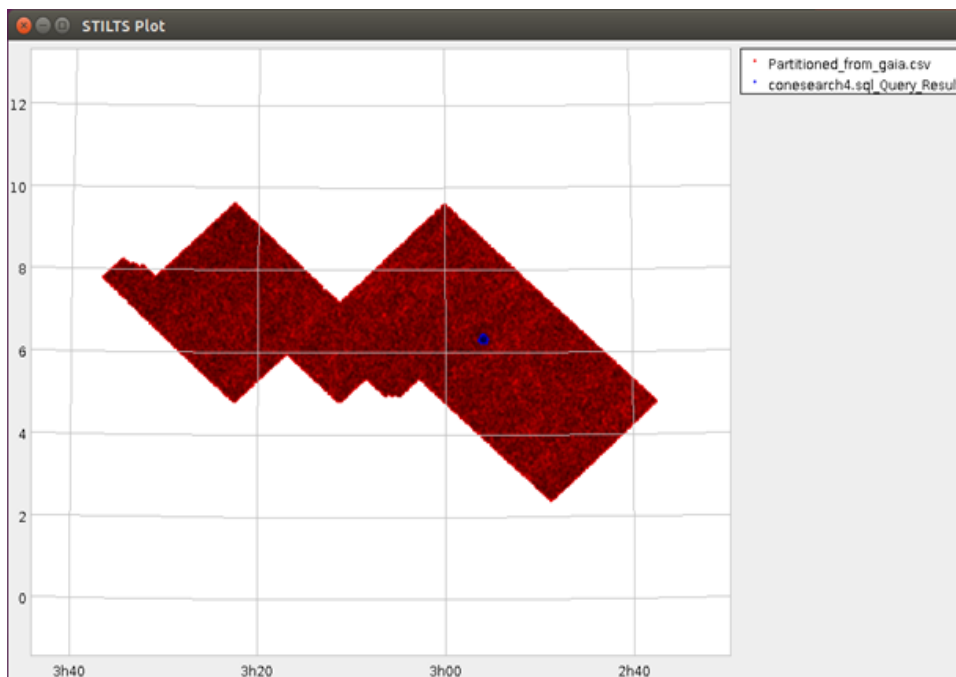 STILTS Plot
Partitioned_from_gaia.csv
conesearch4.sql_Query_Resul
12
10
8
6
4
2
0
3h40 3h20 3h00 2h40